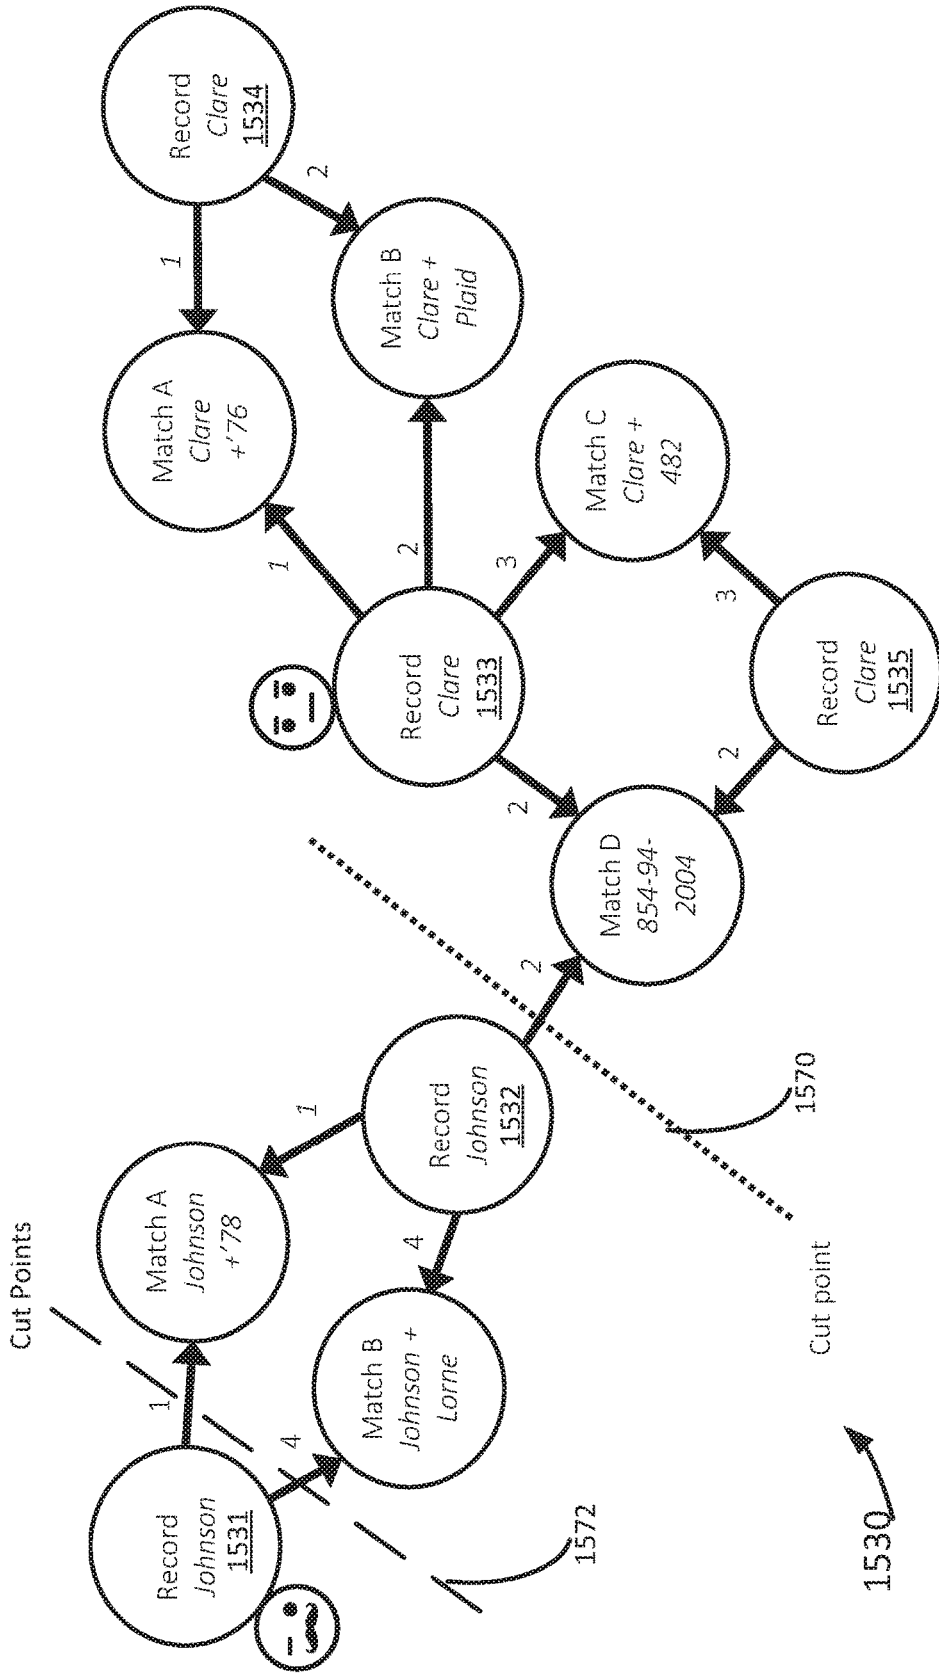 Cut Points
Record
Johnson
1531
1
4
Match A
Johnson
+'78
Match B
Johnson +
Lorne
1
4
Record
Johnson
1532
2
Match D
854-94-
2004
2
Record
Clare
1533
1
2
3
Match A
Clare
+'76
Match B
Clare +
Plaid
Match C
Clare +
482
1
2
Record
Clare
1534
2
3
Record
Clare
1535
1572
Cut point
1570
1530